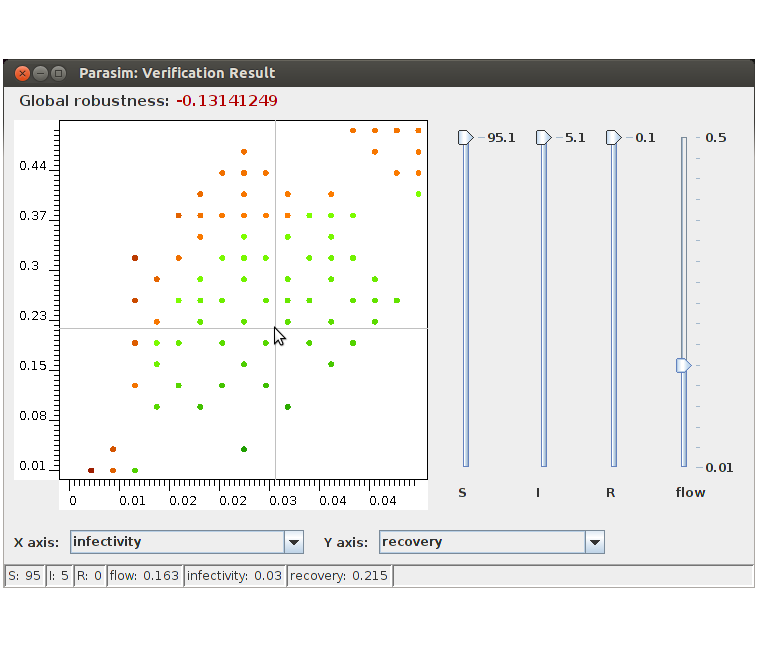 Parasim: Verification Result
Global robustness: -0.13141249
0.44
0.37
0.3
0.23
0.15
0.08
0.01
0 0.01 0.02 0.02 0.03 0.04 0.04
95.1 5.1 0.1 0.5
0.01
S I R flow
X axis: infectivity Y axis: recovery
S: 95 I: 5 R: 0 flow: 0.163 infectivity: 0.03 recovery: 0.215